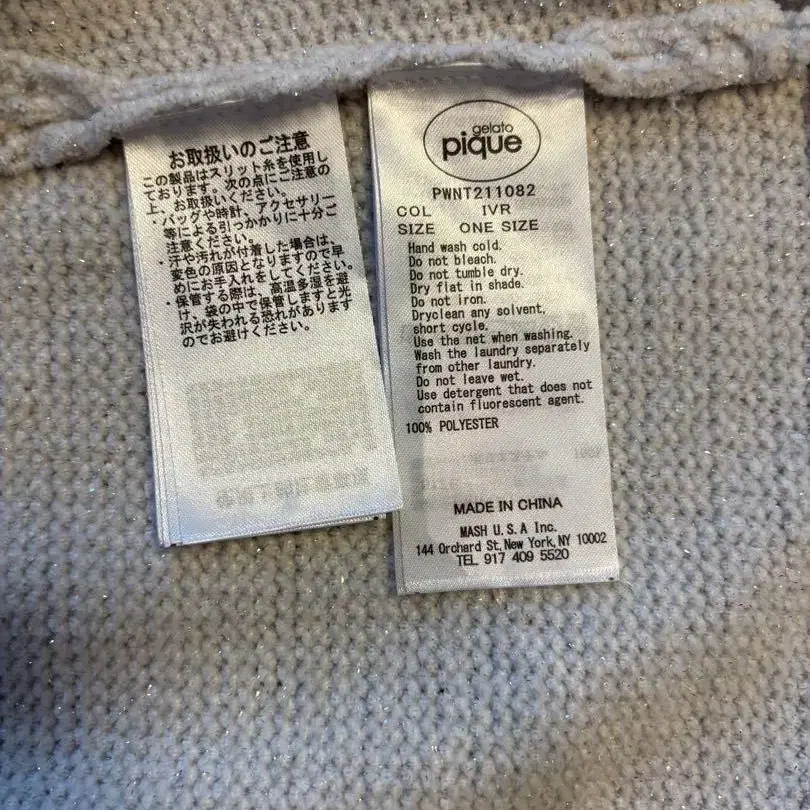 お取扱いのご注意
この製品はスリット糸を使用し
ております。次の点にご注意の
上、お取扱いください。
・バッグや時計、アクセサリー
等による引っかかりに十分ご
注意ください。
・汗や汚れが付着した場合は、
変色の原因となりますので早
めにお手入れをしてください。
・保管する際は、高温多湿を避
け、袋の中で保管しますと光
沢が失われる恐れがあります
のでお避けください。
gelato
pique
PWNT211082
COL IVR
SIZE ONE SIZE
Hand wash cold.
Do not bleach.
Do not tumble dry.
Dry flat in shade.
Do not iron.
Dryclean any solvent,
short cycle.
Use the net when washing.
Wash the laundry separately
from other laundry.
Do not leave wet.
Use detergent that does not
contain fluorescent agent.
100% POLYESTER
MADE IN CHINA
MASH U.S.A Inc.
144 Orchard St, New York, NY 10002
TEL 917 409 5520